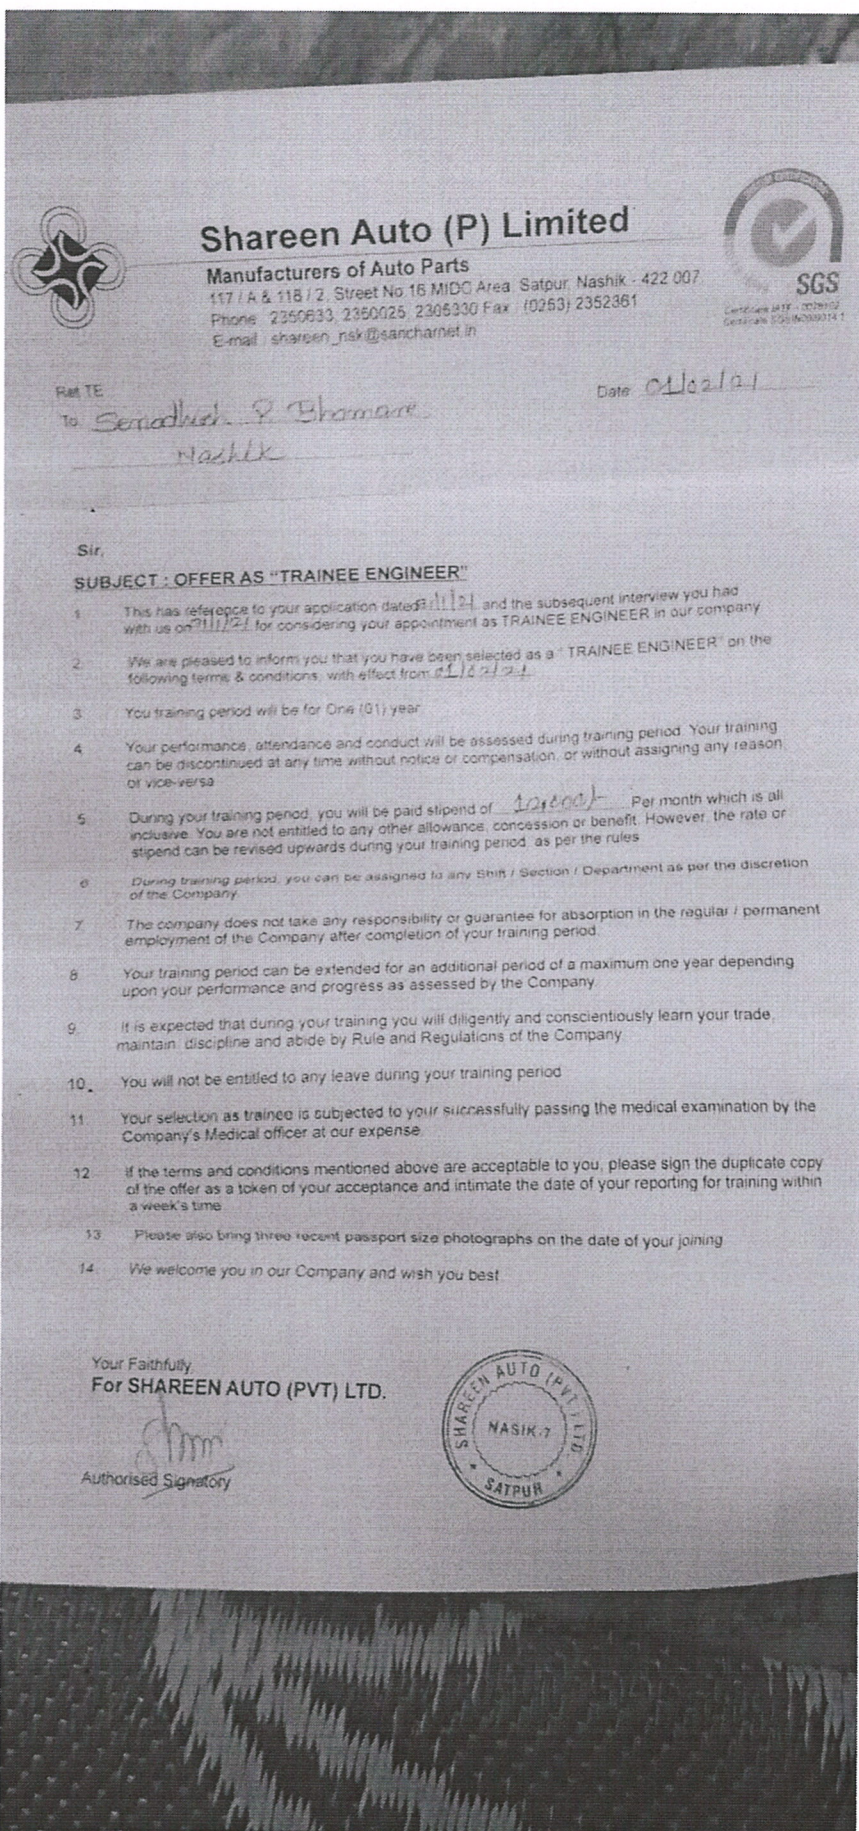 Shareen Auto (P) Limited
Manufacturers of Auto Parts
117 / A & 118 / 2, Street No 16 MIDC Area, Satpur, Nashik - 422 007
Phone 2350633, 2350025, 2305330 Fax (0253) 2352361
E-mail shareen_nsk@sancharnet.in
SGS
Ref. TE
Date 01/02/21
To P Bhamare
Nashik
Sir,
SUBJECT : OFFER AS "TRAINEE ENGINEER"
1 This has reference to your application dated and the subsequent interview you had
with us on for considering your appointment as TRAINEE ENGINEER in our company
2 We are pleased to inform you that you have been selected as a " TRAINEE ENGINEER" on the
following terms & conditions, with effect from 01/02/21
3 You training period will be for One (01) year
4 Your performance, attendance and conduct will be assessed during training period. Your training
can be discontinued at any time without notice or compensation, or without assigning any reason
or vice-versa
5 During your training period, you will be paid stipend of 10,000/- Per month which is all
inclusive. You are not entitled to any other allowance, concession or benefit. However, the rate or
stipend can be revised upwards during your training period, as per the rules
6 During training period, you can be assigned to any Shift / Section / Department as per the discretion
of the Company
7 The company does not take any responsibility or guarantee for absorption in the regular / permanent
employment of the Company after completion of your training period.
8 Your training period can be extended for an additional period of a maximum one year depending
upon your performance and progress as assessed by the Company
9. It is expected that during your training you will diligently and conscientiously learn your trade,
maintain discipline and abide by Rule and Regulations of the Company
10. You will not be entitled to any leave during your training period
11 Your selection as trainee is subjected to your successfully passing the medical examination by the
Company's Medical officer at our expense.
12 If the terms and conditions mentioned above are acceptable to you, please sign the duplicate copy
of the offer as a token of your acceptance and intimate the date of your reporting for training within
a week's time
13 Please also bring three recent passport size photographs on the date of your joining
14 We welcome you in our Company and wish you best
Your Faithfully,
For SHAREEN AUTO (PVT) LTD.
Authorised Signatory
SHAREEN AUTO (PVT) LTD.
NASIK-7
SATPUR